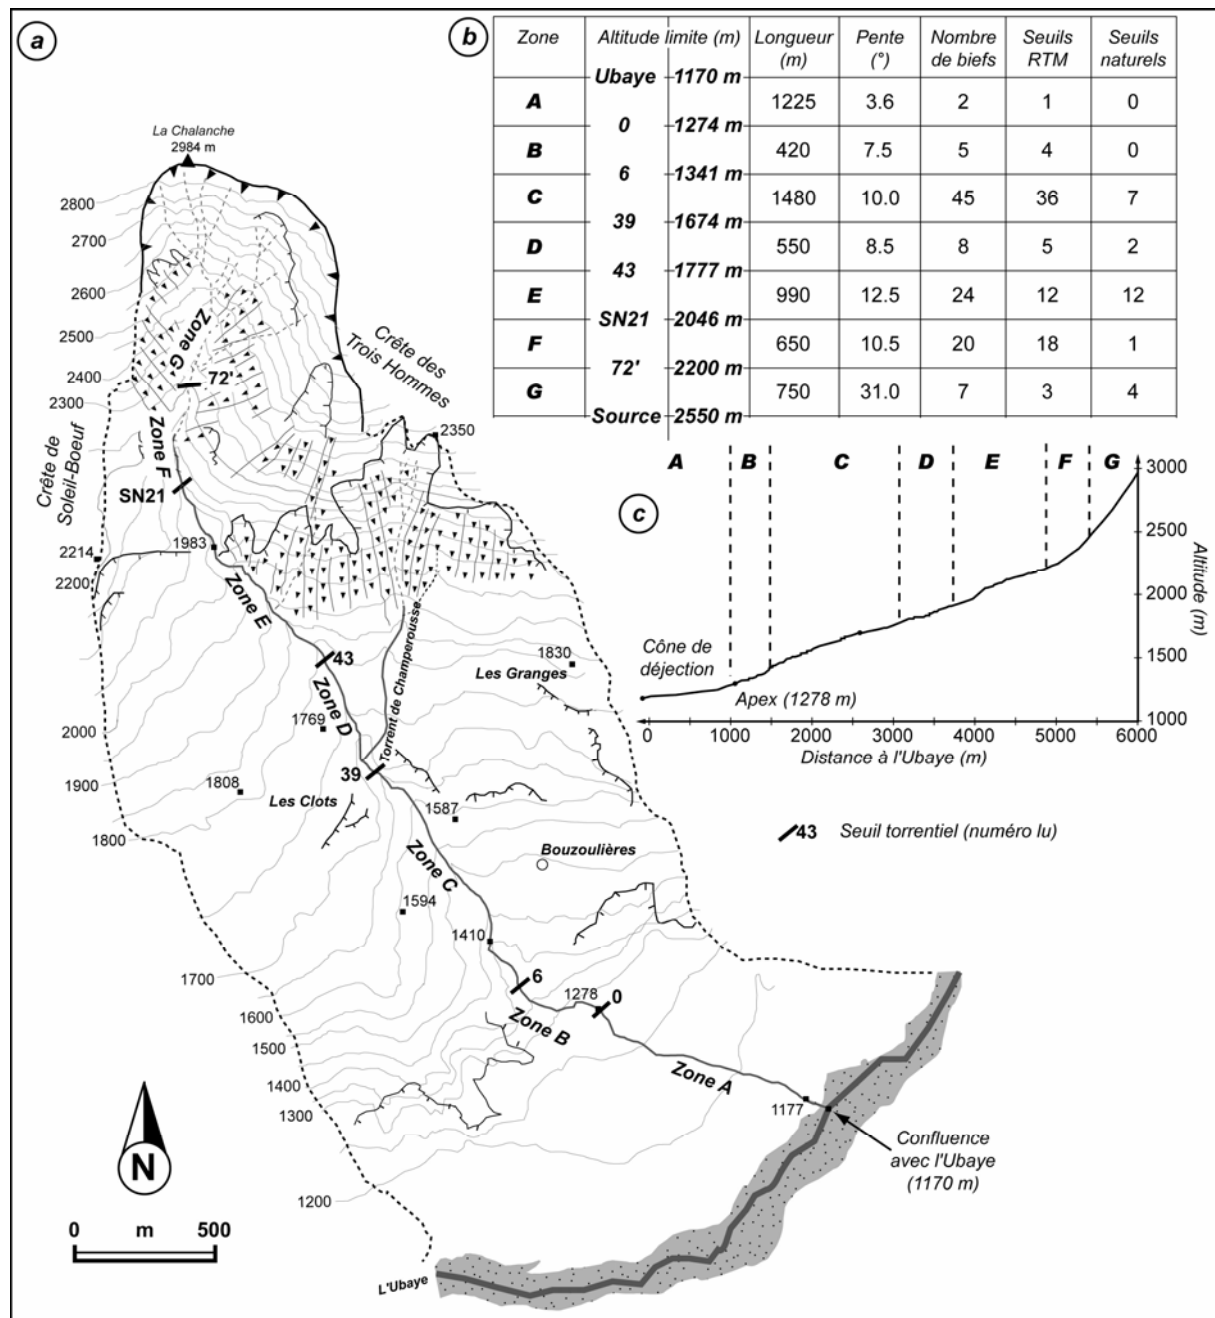 a
La Chalanche
2984 m
2800
2700
2600
2500
2400
2300
Zone G
72'
Crête des
Trois Hommes
2350
Crête de
Soleil-Boeuf
Zone F
SN21
2214
2200
1983
Zone E
43
Torrent de Champerousse
1830
Les Granges
Zone D
1769
2000
1900
1800
39
1808
Les Clots
1587
Bouzoulières
Zone C
1594
1410
1700
1600
1500
1400
1300
6
1278
0
Zone B
Zone A
1177
Confluence
avec l'Ubaye
(1170 m)
1200
N
0 m 500
L'Ubaye
b
Zone Altitude limite (m) Longueur (m) Pente (°) Nombre de biefs Seuils RTM Seuils naturels
Ubaye 1170 m
A 1225 3.6 2 1 0
0 1274 m
B 420 7.5 5 4 0
6 1341 m
C 1480 10.0 45 36 7
39 1674 m
D 550 8.5 8 5 2
43 1777 m
E 990 12.5 24 12 12
SN21 2046 m
F 650 10.5 20 18 1
72' 2200 m
G 750 31.0 7 3 4
Source 2550 m
c
A B C D E F G
3000
2500
2000
1500
1000
Altitude (m)
Cône de
déjection
Apex (1278 m)
0 1000 2000 3000 4000 5000 6000
Distance à l'Ubaye (m)
43 Seuil torrentiel (numéro lu)